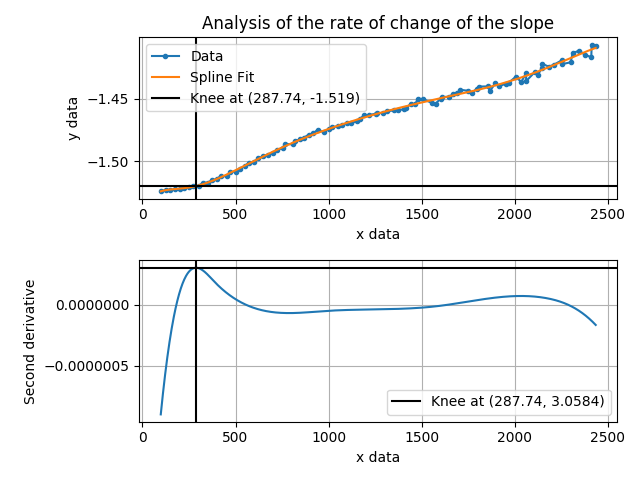 Analysis of the rate of change of the slope
Data
Spline Fit
Knee at (287.74, -1.519)
−1.45
−1.50
y data
0 500 1000 1500 2000 2500
x data
0.0000000
−0.0000005
Second derivative
Knee at (287.74, 3.0584)
0 500 1000 1500 2000 2500
x data